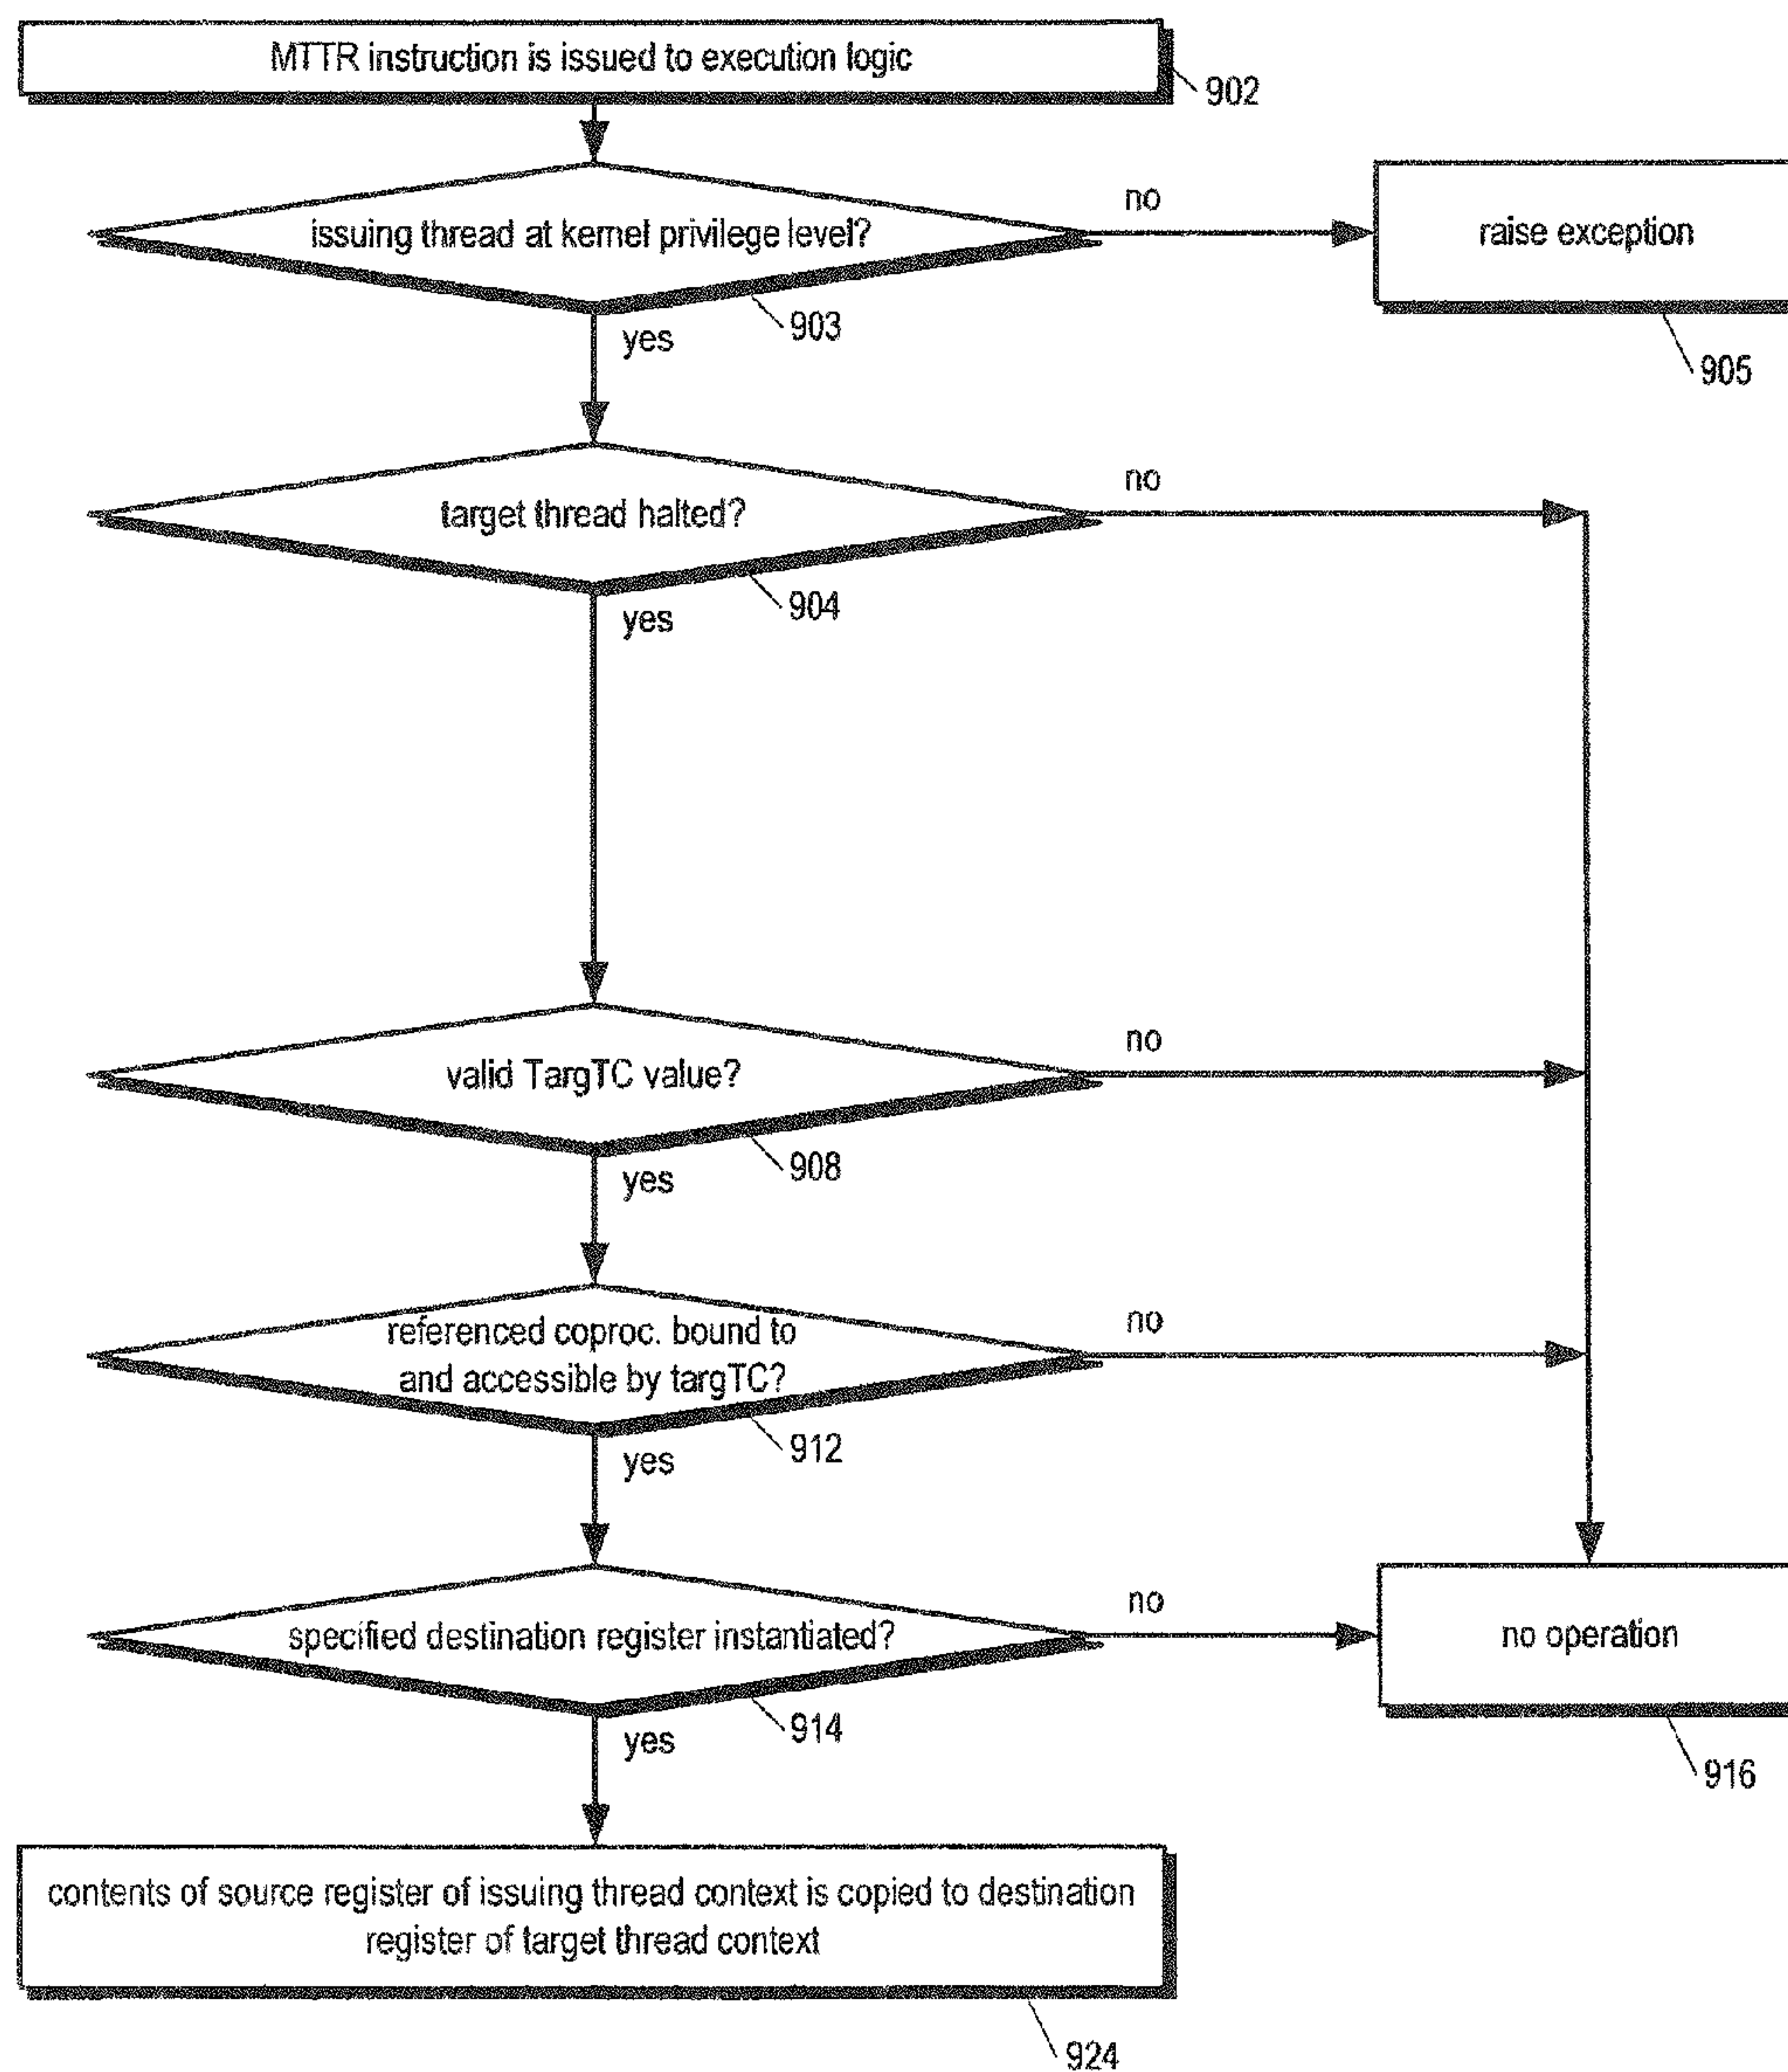 MTTR instruction is issued to execution logic
902
issuing thread at kernel privilege level?
no
raise exception
903
yes
905
target thread halted?
no
904
yes
valid TargTC value?
no
908
yes
referenced coproc. bound to
and accessible by targTC?
no
912
yes
specified destination register instantiated?
no
no operation
914
yes
916
contents of source register of issuing thread context is copied to destination
register of target thread context
924